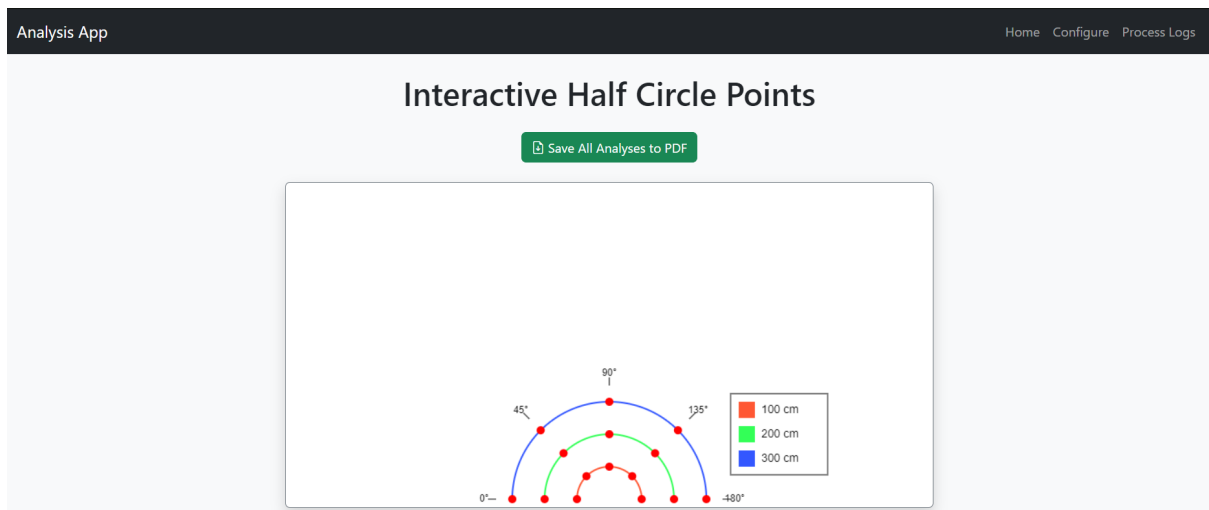 Analysis App
Home Configure Process Logs
Interactive Half Circle Points
Save All Analyses to PDF
90°
45°
135°
100 cm
200 cm
300 cm
0°
180°